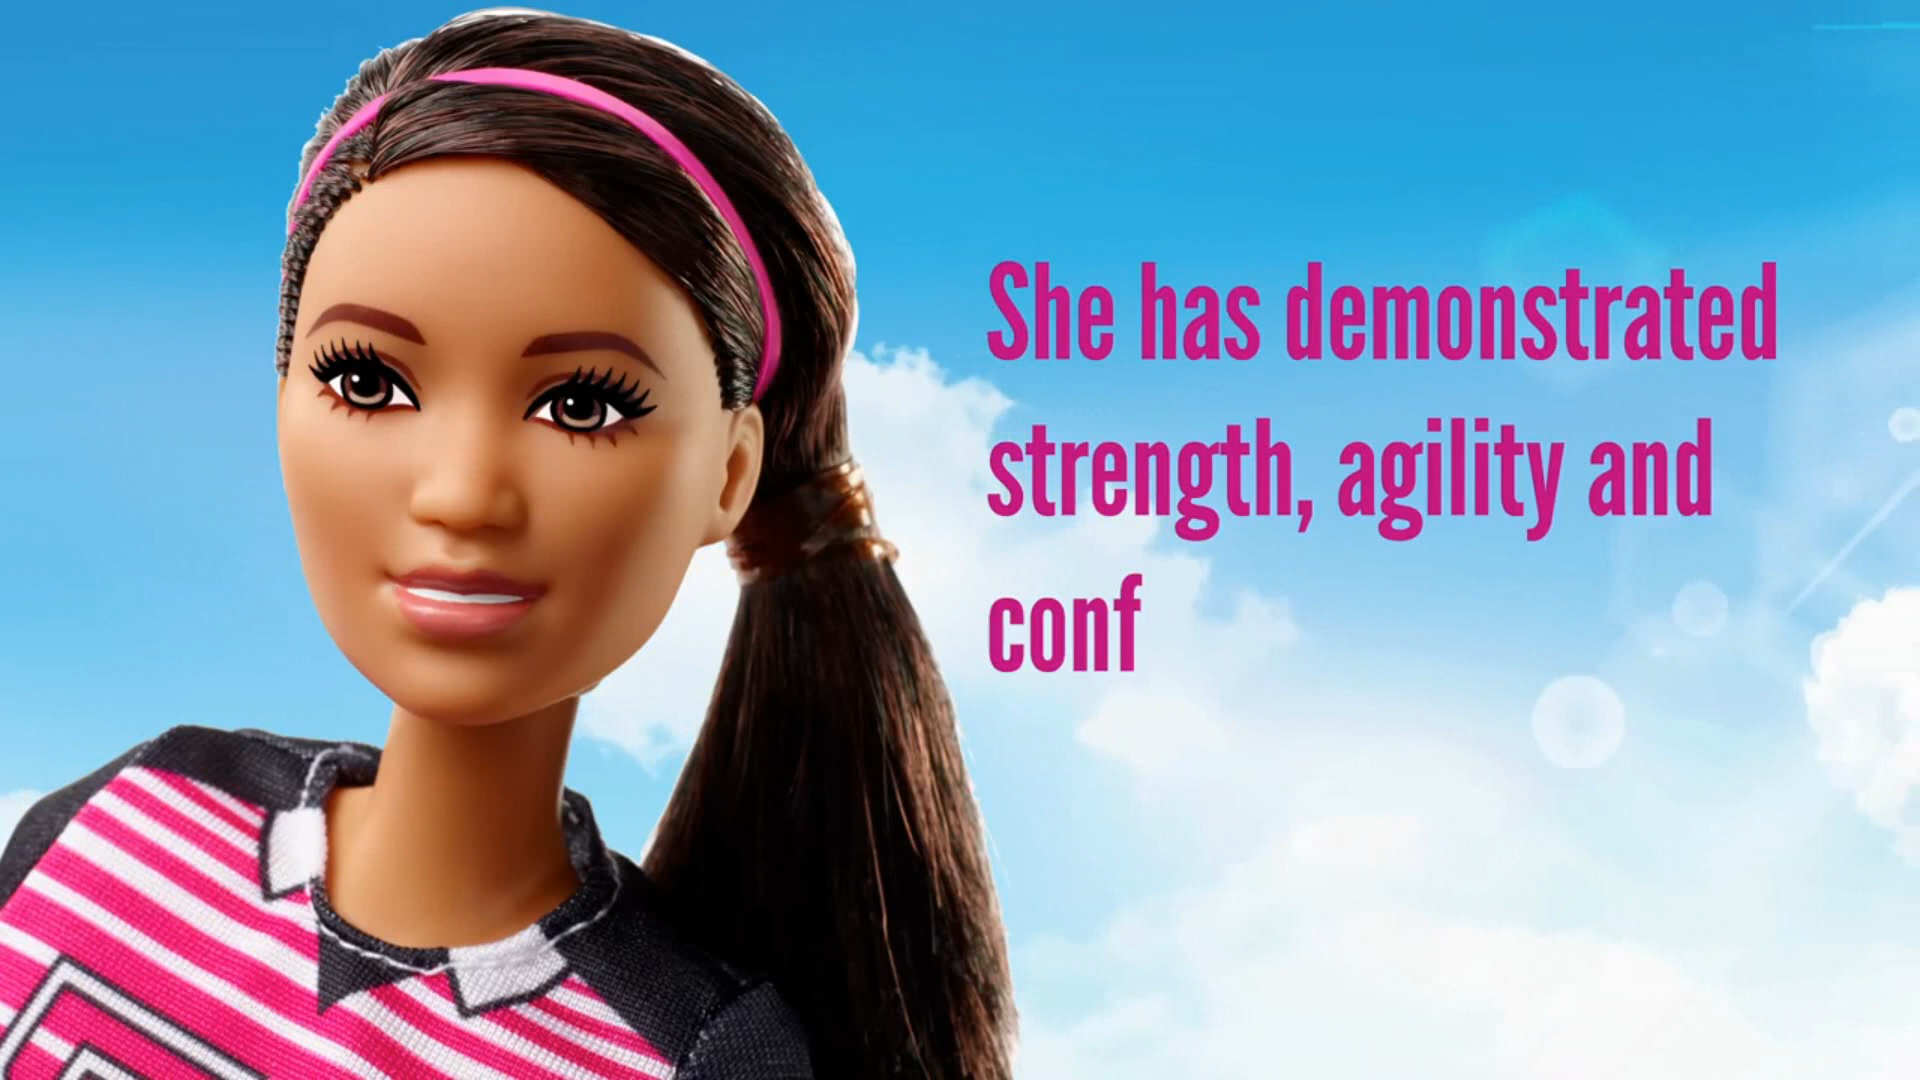 She has demonstrated
strength, agility and
conf